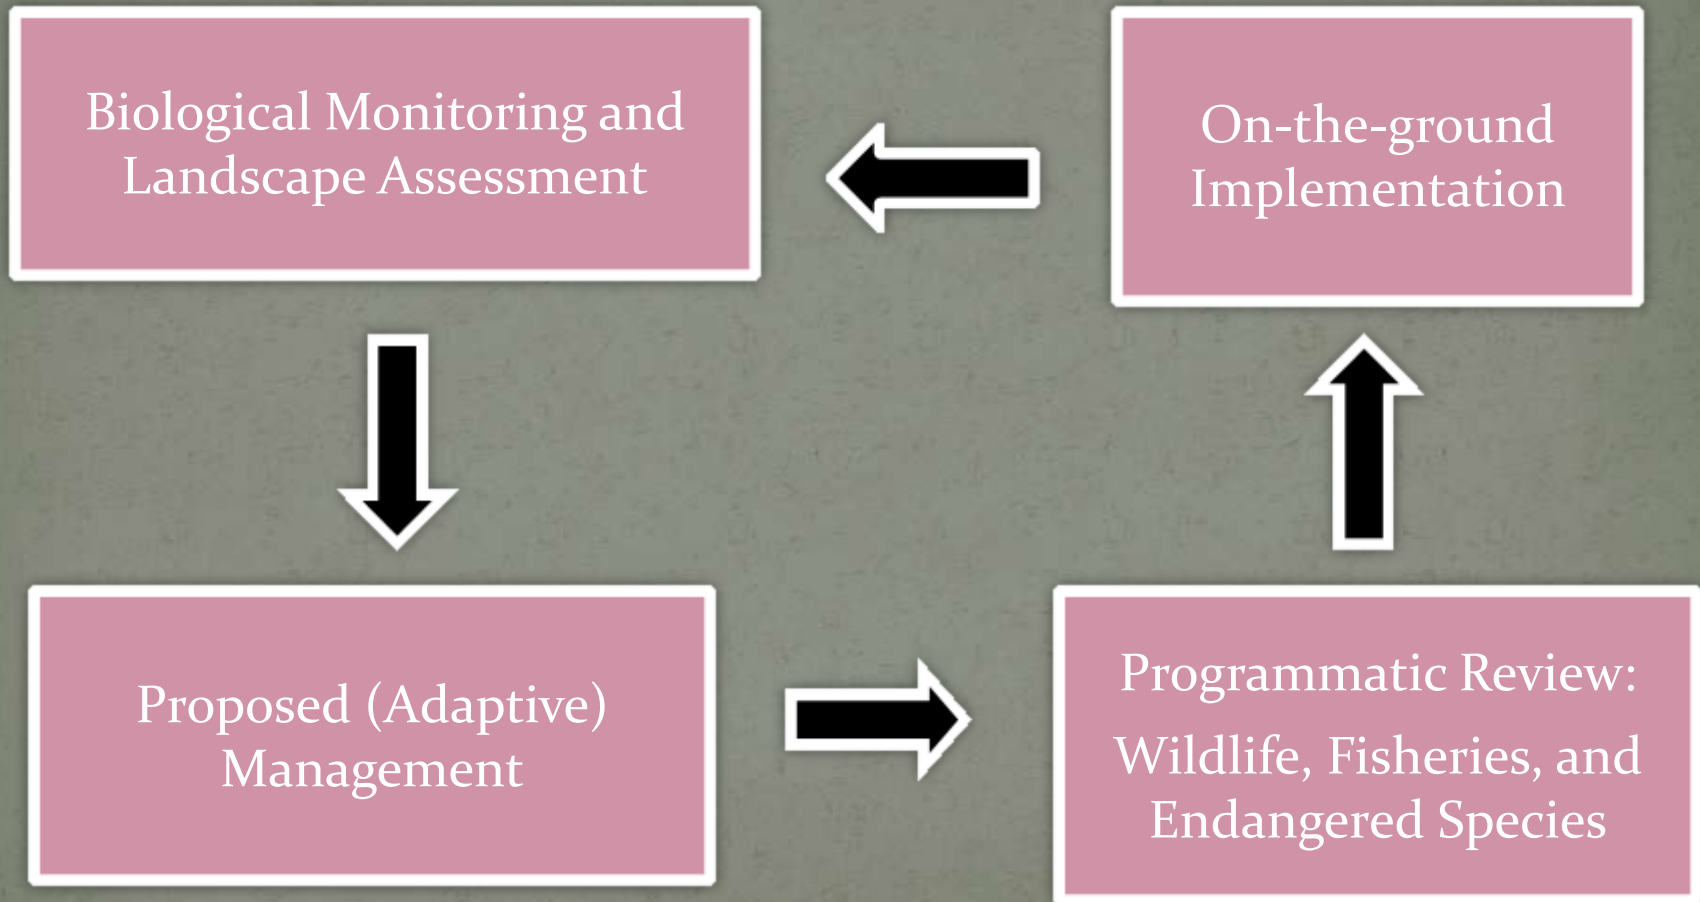 Biological Monitoring and
Landscape Assessment
On-the-ground
Implementation
Proposed (Adaptive)
Management
Programmatic Review:
Wildlife, Fisheries, and
Endangered Species